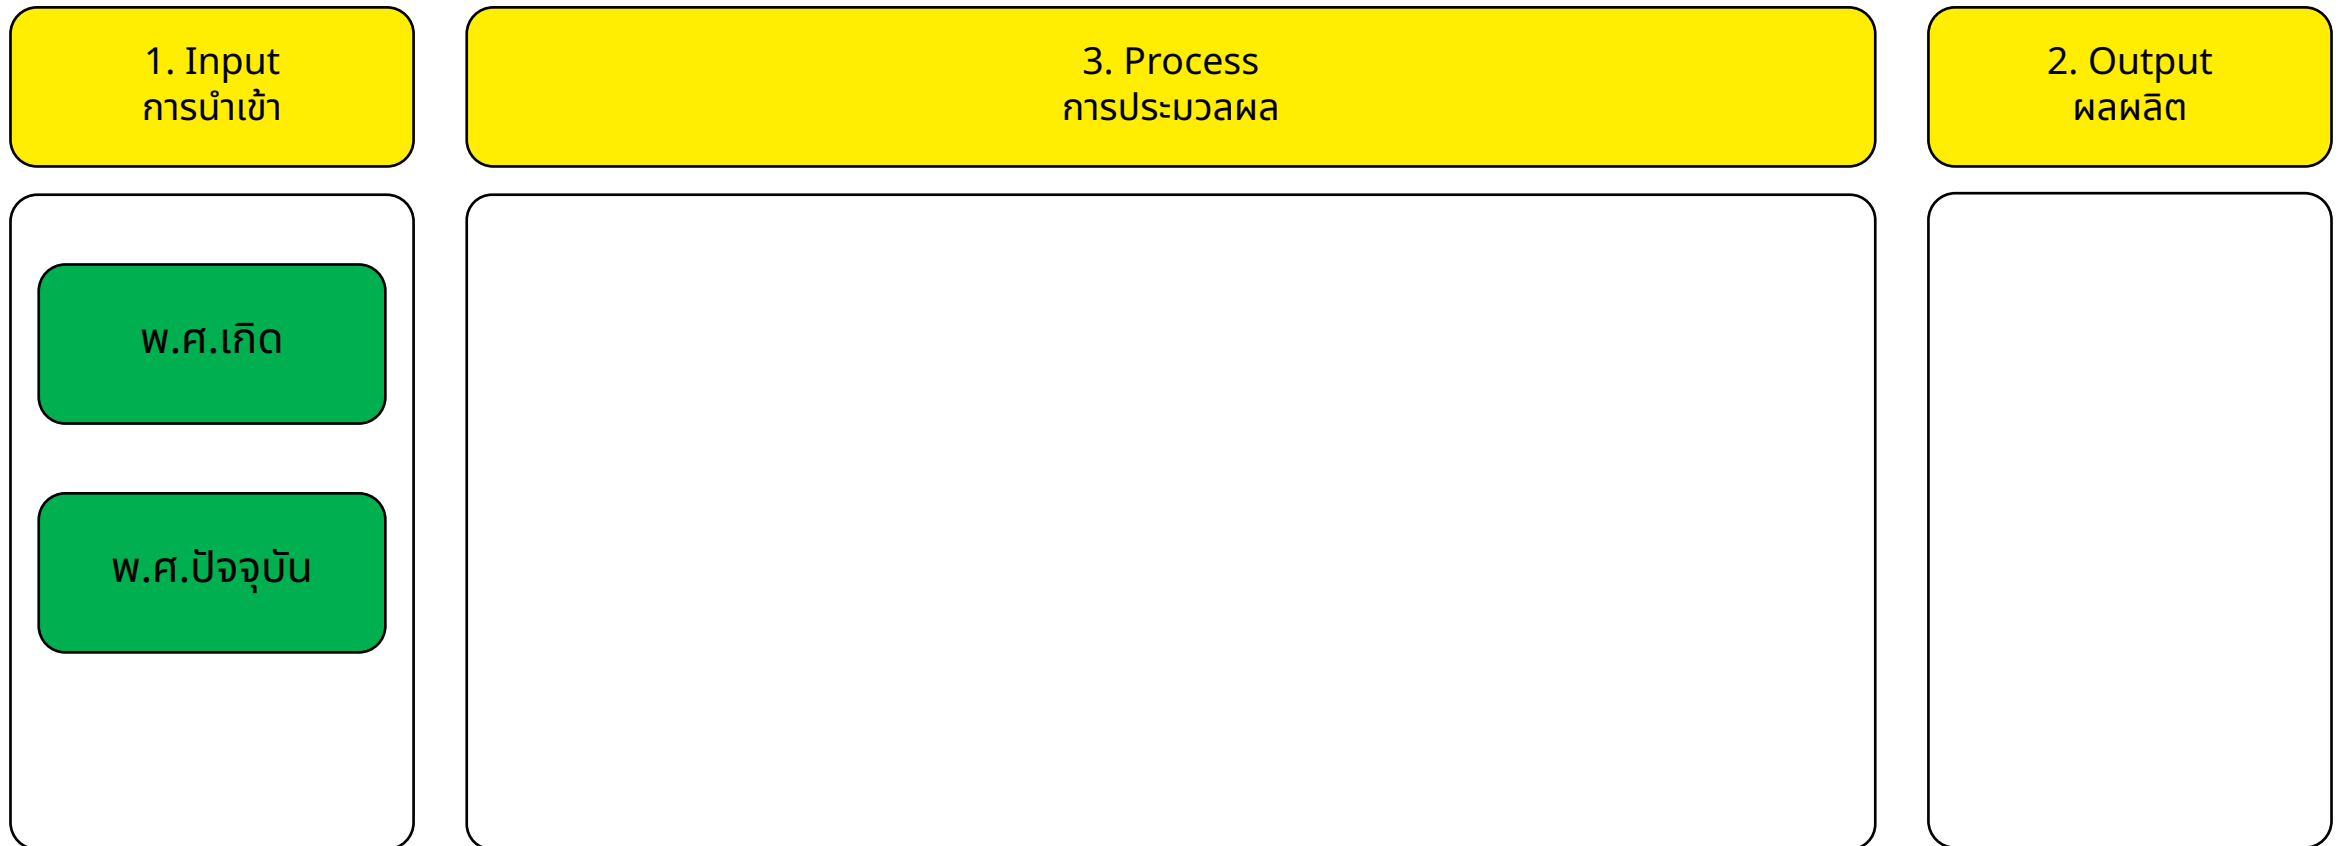 1. Input
การนำเข้า
3. Process
การประมวลผล
2. Output
ผลผลิต
พ.ศ.เกิด
พ.ศ.ปัจจุบัน